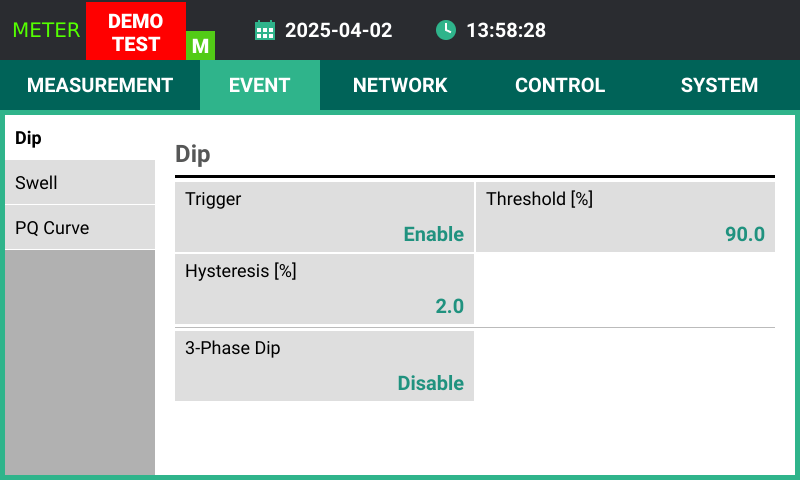 METER
DEMO
TEST
M
2025-04-02
13:58:28
MEASUREMENT EVENT NETWORK CONTROL SYSTEM
Dip
Swell
PQ Curve
Dip
Trigger
Enable
Threshold [%]
90.0
Hysteresis [%]
2.0
3-Phase Dip
Disable